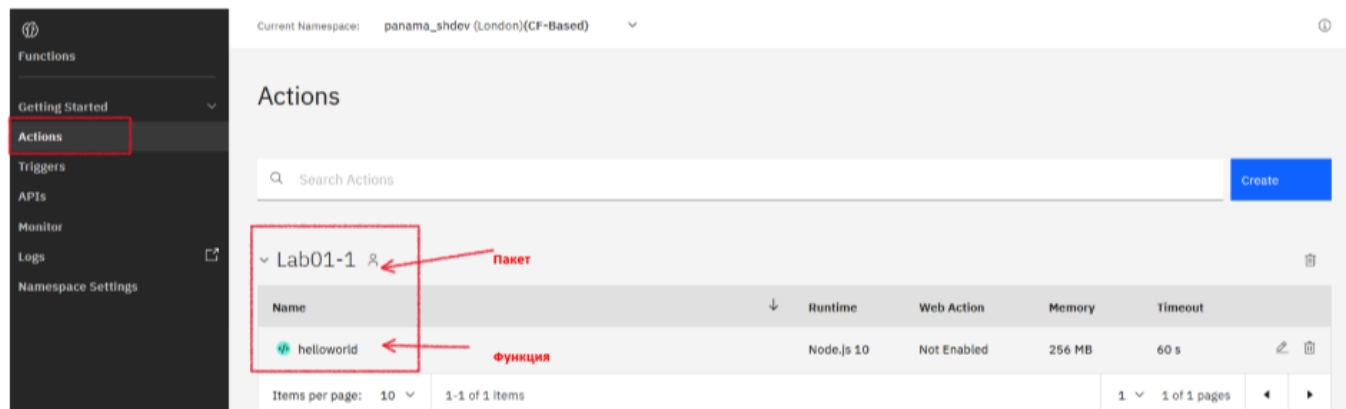 Functions
Getting Started
Actions
Triggers
APIs
Monitor
Logs
Namespace Settings
Current Namespace: panama_shdev (London)(CF-Based)
Actions
Search Actions
Create
Lab01-1
Пакет
Name Runtime Web Action Memory Timeout
helloworld Node.js 10 Not Enabled 256 MB 60 s
Функция
Items per page: 10 1-1 of 1 items 1 1 of 1 pages